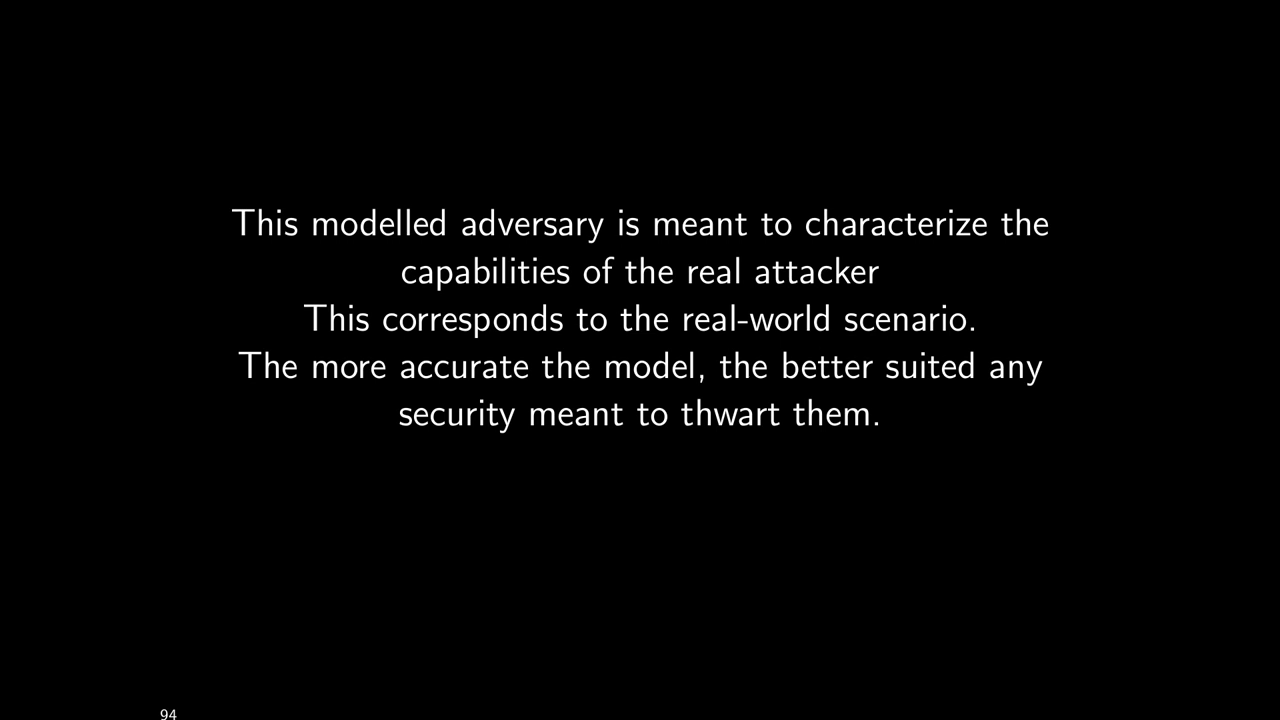 This modelled adversary is meant to characterize the
capabilities of the real attacker
This corresponds to the real-world scenario.
The more accurate the model, the better suited any
security meant to thwart them.
94